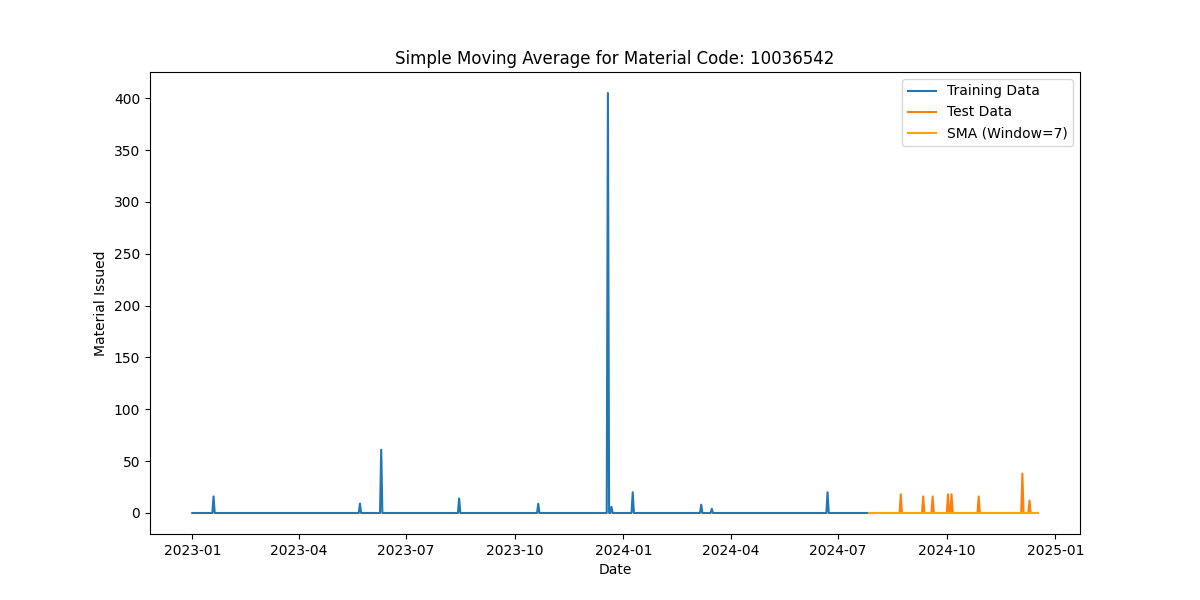 Simple Moving Average for Material Code: 10036542
Training Data
Test Data
SMA (Window=7)
Material Issued
400
350
300
250
200
150
100
50
0
2023-01 2023-04 2023-07 2023-10 2024-01 2024-04 2024-07 2024-10 2025-01
Date